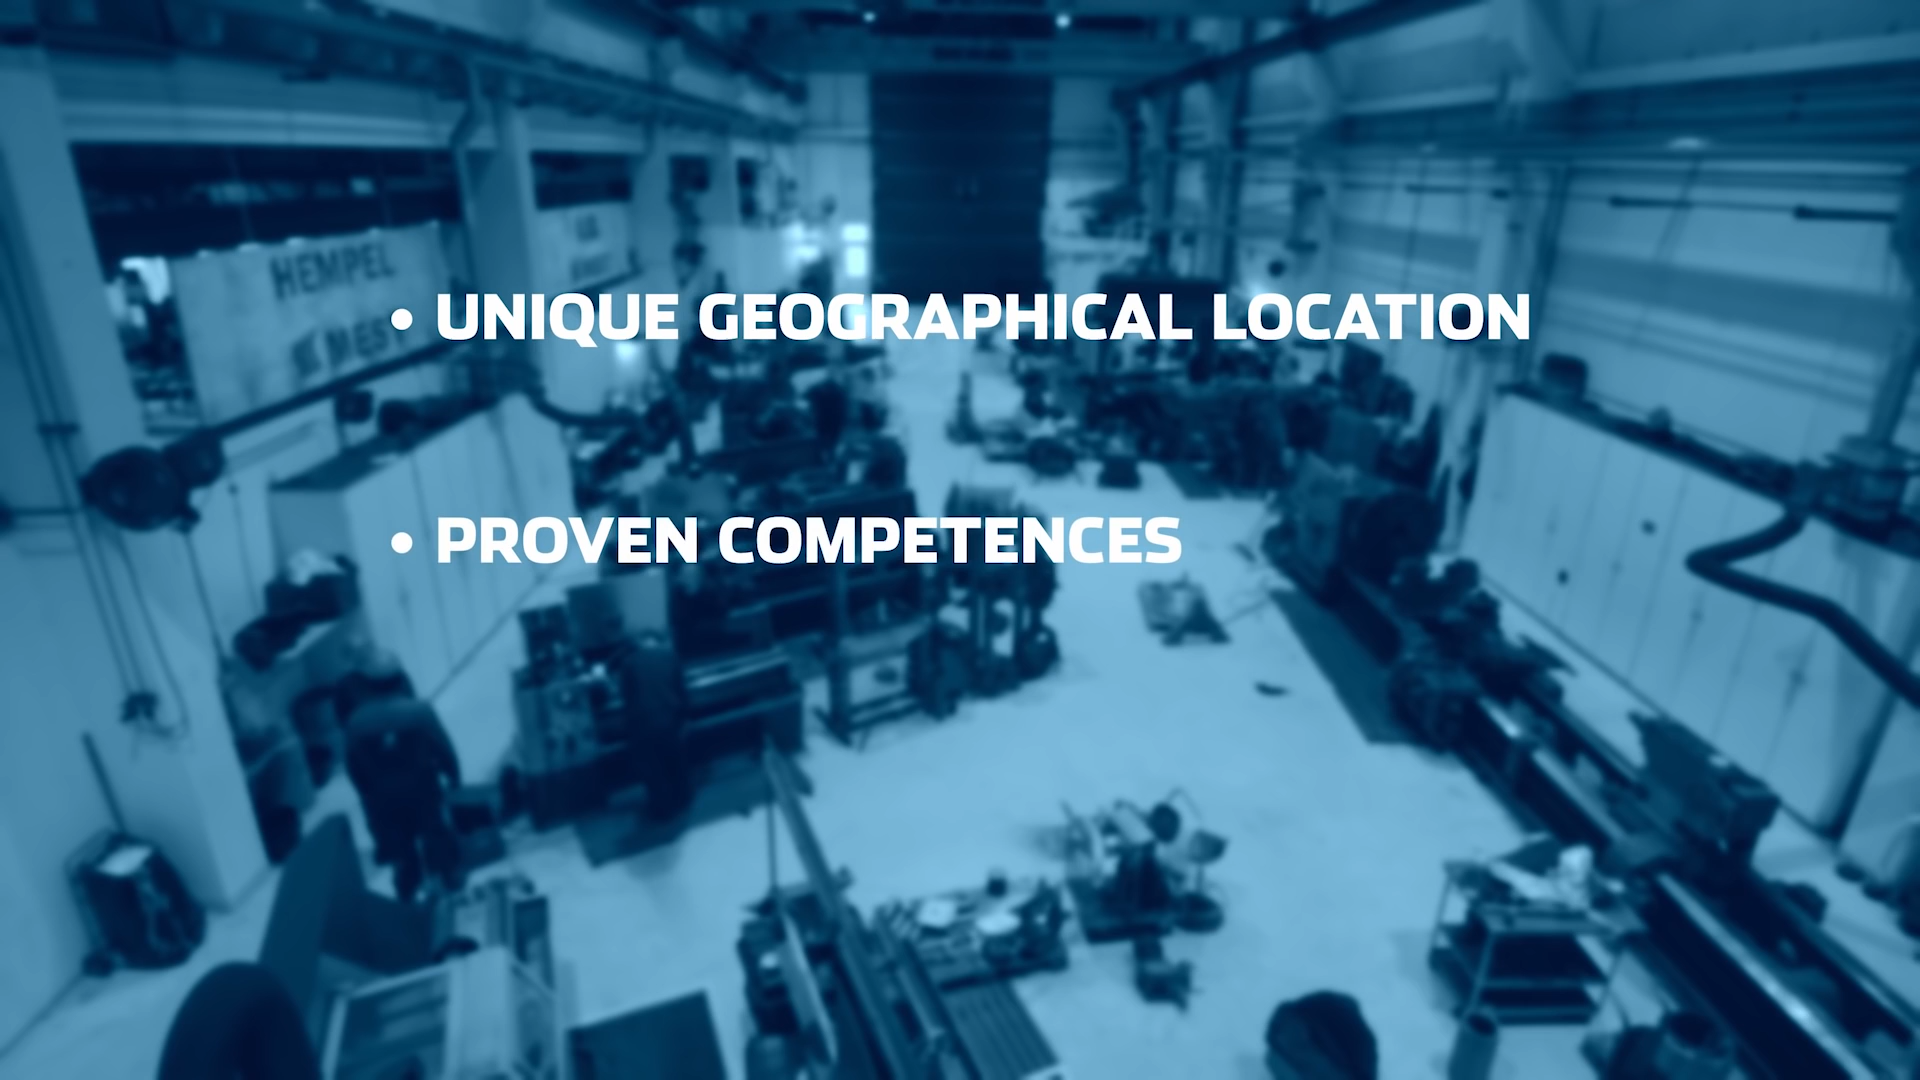 HEMPEL
• UNIQUE GEOGRAPHICAL LOCATION
• PROVEN COMPETENCES